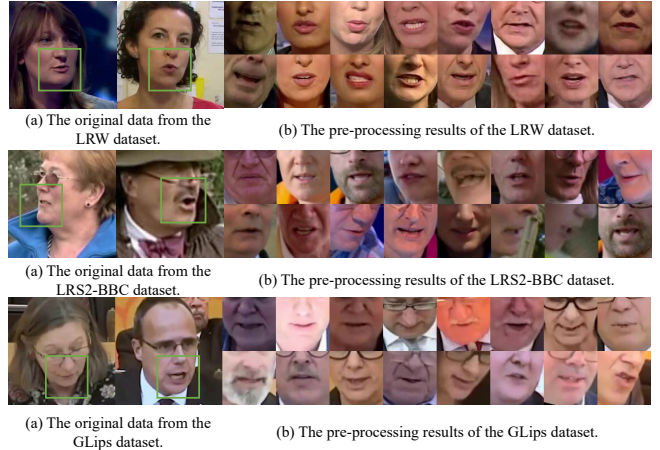 (a) The original data from the
LRW dataset.
(b) The pre-processing results of the LRW dataset.
(a) The original data from the
LRS2-BBC dataset.
(b) The pre-processing results of the LRS2-BBC dataset.
(a) The original data from the
GLips dataset.
(b) The pre-processing results of the GLips dataset.